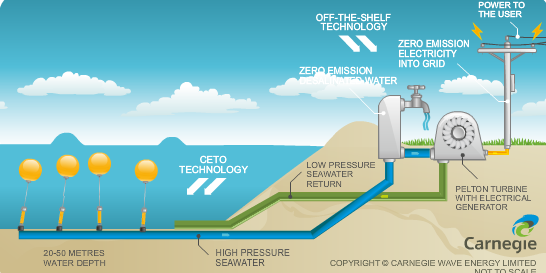 POWER TO
THE USER
OFF-THE-SHELF
TECHNOLOGY
ZERO EMISSION
ELECTRICITY
INTO GRID
ZERO EMISSION
WATER
CETO
TECHNOLOGY
LOW PRESSURE
SEAWATER
RETURN
PELTON TURBINE
WITH ELECTRICAL
GENERATOR
20-50 METRES
WATER DEPTH
HIGH PRESSURE
SEAWATER
Carnegie
COPYRIGHT © CARNEGIE WAVE ENERGY LIMITED
NOT TO SCALE